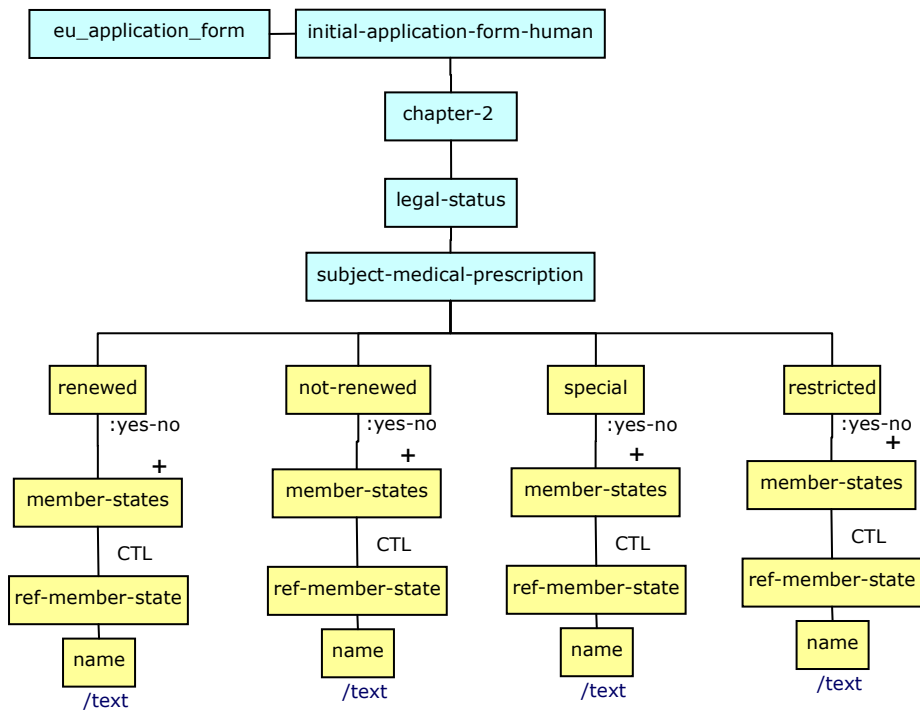 eu_application_form
initial-application-form-human
chapter-2
legal-status
subject-medical-prescription
renewed
not-renewed
special
restricted
:yes-no
:yes-no
:yes-no
:yes-no
+
+
+
+
member-states
member-states
member-states
member-states
CTL
CTL
CTL
CTL
ref-member-state
ref-member-state
ref-member-state
ref-member-state
name
name
name
name
/text
/text
/text
/text